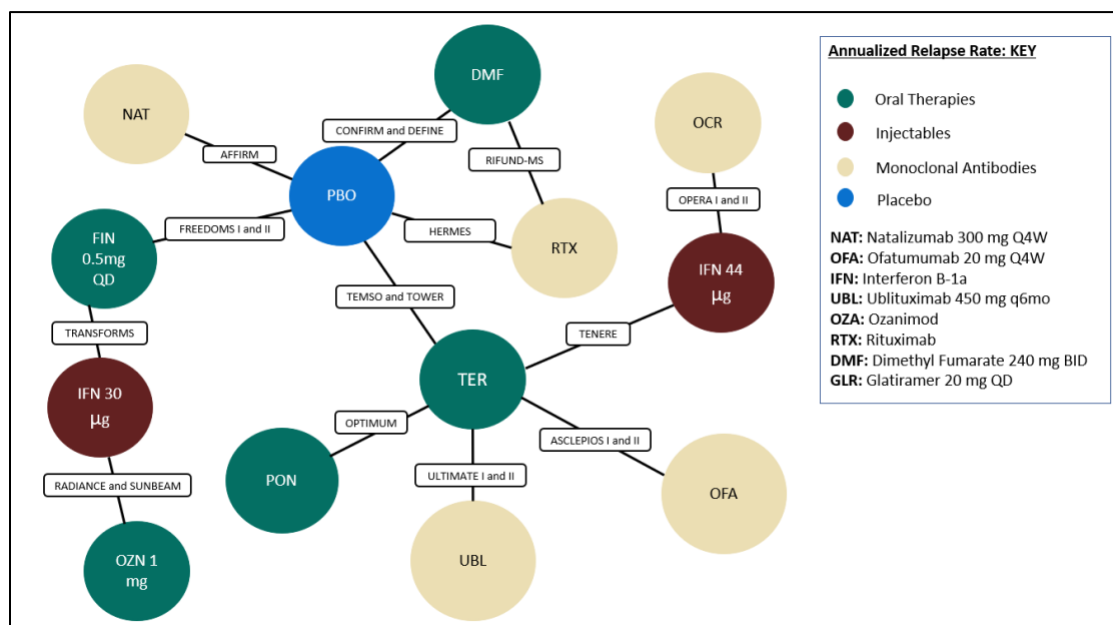 NAT
AFFIRM
DMF
CONFIRM and DEFINE
RIFUND-MS
PBO
FREEDOMS I and II
HERMES
RTX
OCR
OPERA I and II
IFN 44
µg
FIN
0.5mg
QD
TRANSFORMS
IFN 30
µg
RADIANCE and SUNBEAM
OZN 1
mg
TEMSO and TOWER
TENERE
TER
OPTIMUM
PON
ULTIMATE I and II
UBL
ASCLEPIOS I and II
OFA
Annualized Relapse Rate: KEY
Oral Therapies
Injectables
Monoclonal Antibodies
Placebo
NAT: Natalizumab 300 mg Q4W
OFA: Ofatumumab 20 mg Q4W
IFN: Interferon B-1a
UBL: Ublituximab 450 mg q6mo
OZA: Ozanimod
RTX: Rituximab
DMF: Dimethyl Fumarate 240 mg BID
GLR: Glatiramer 20 mg QD